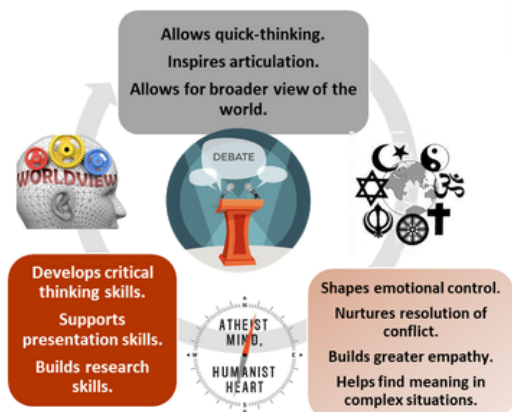 Allows quick-thinking.
Inspires articulation.
Allows for broader view of the
world.
DEBATE
WORLDVIEW
Develops critical
thinking skills.
Supports
presentation skills.
Builds research
skills.
N
ATHEIST
MIND,
W
E
HUMANIST
HEART
S
Shapes emotional control.
Nurtures resolution of
conflict.
Builds greater empathy.
Helps find meaning in
complex situations.